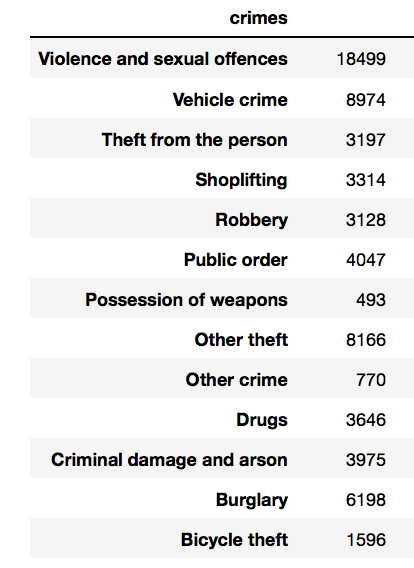 crimes
Violence and sexual offences 18499
Vehicle crime 8974
Theft from the person 3197
Shoplifting 3314
Robbery 3128
Public order 4047
Possession of weapons 493
Other theft 8166
Other crime 770
Drugs 3646
Criminal damage and arson 3975
Burglary 6198
Bicycle theft 1596